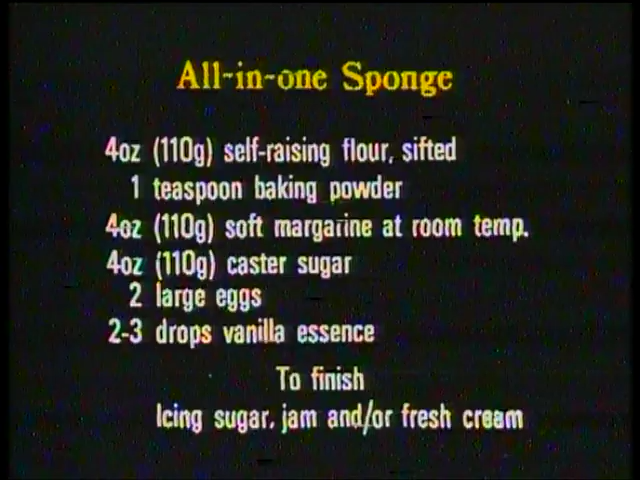 All-in-one Sponge
4oz (110g) self-raising flour, sifted
1 teaspoon baking powder
4oz (110g) soft margarine at room temp.
4oz (110g) caster sugar
2 large eggs
2-3 drops vanilla essence
To finish
Icing sugar, jam and/or fresh cream